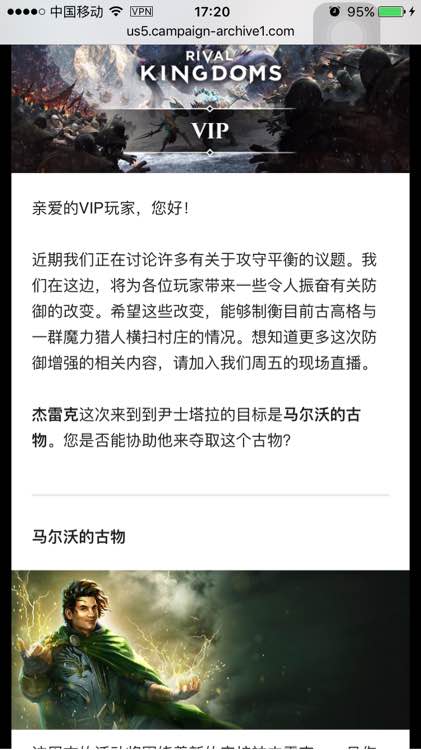 中国移动 VPN 17:20 95%
us5.campaign-archive1.com
RIVAL
KINGDOMS
VIP
亲爱的VIP玩家，您好！
近期我们正在讨论许多有关于攻守平衡的议题。我
们在这边，将为各位玩家带来一些令人振奋有关防
御的改变。希望这些改变，能够制衡目前古高格与
一群魔力猎人横扫村庄的情况。想知道更多这次防
御增强的相关内容，请加入我们周五的现场直播。
杰雷克这次来到到尹士塔拉的目标是马尔沃的古
物。您是否能协助他来夺取这个古物？
马尔沃的古物